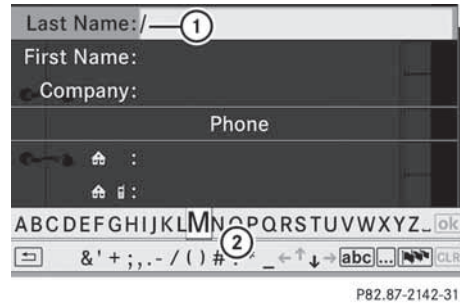 Last Name:/ 1
First Name:
Company:
Phone
:
:
ABCDEFGHIJKLMNOPQRSTUVWXYZ_ ok
2
&'+;,.-/()#:*_←↑↓→ abc ... CLR
P82.87-2142-31